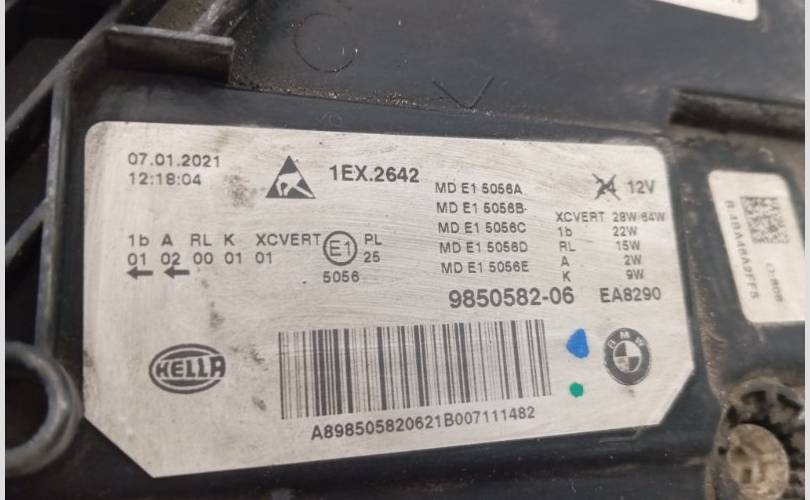 07.01.2021
12:18:04
1EX.2642
MD E1 5056A
MD E1 5056B
MD E1 5056C
MD E1 5056D
MD E1 5056E
24 12V
XCVERT 28W/64W
1b 22W
RL 15W
A 2W
K 9W
1b A RL K XCVERT E1 PL
01 02 00 01 01 25
5056
9850582-06 EA8290
HELLA
BMW
A898505820621B007111482